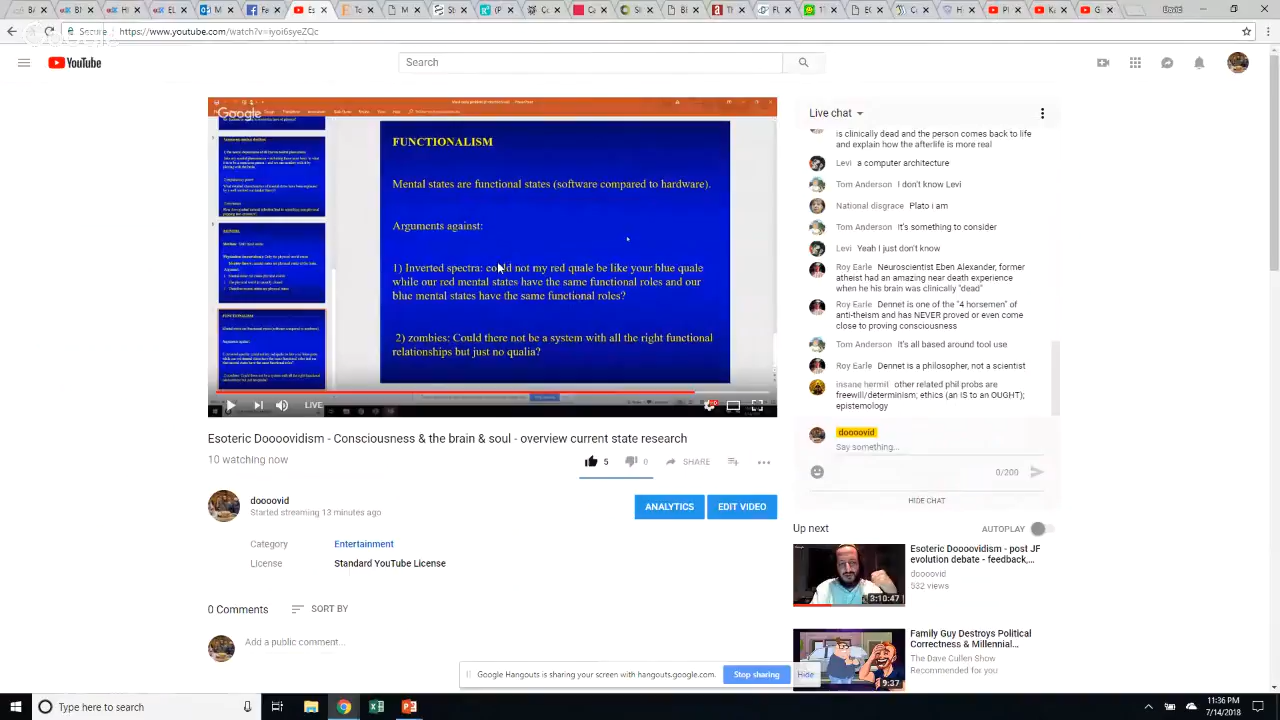 Secure
https://www.youtube.com/watch?v=iyoi6syeZQc
YouTube
Search
Google
FUNCTIONALISM
Mental states are functional states (software compared to hardware).
Arguments against:
1) Inverted spectra: could not my red quale be like your blue quale
while our red mental states have the same functional roles and our
blue mental states have the same functional roles?
2) zombies: Could there not be a system with all the right functional
relationships but just no qualia?
LIVE
Esoteric Doooovidism - Consciousness & the brain & soul - overview current state research
10 watching now
5
0
SHARE
doooovid
Started streaming 13 minutes ago
ANALYTICS
EDIT VIDEO
Category
Entertainment
License
Standard YouTube License
0 Comments
SORT BY
Add a public comment...
Live chat
is clinically dead and then comes back to life
and explain how the afterlife is more real
Levi a computer architecture
Tom Anderson I don't know Levi
National disgrace Plato i am
Tom Anderson It's something to consider
Levi Yeah I just don't know
Roy Earle Neuroscientist Eben Alexander, former
atheist had an amazing near death experience
when he his brain was clinically "dead"
Roy Earle Dennet is one of the "4 horsemen" of
anti-theism and has NEVER proved or even come
close to proving consciousness
Tom Anderson It's all based around tool use
Roy Earle Dennet is a philospher, not a scientist
insane hermit other related phil probs are
freewill/determinism; ethics (an IS to an OUGHT);
epistemology
doooovid
Say something...
0/200
HIDE CHAT
Up next
AUTOPLAY
Esoteric Doooovidism - post JF
evolution debate - feedback,...
doooovid
532 views
3:10:47
Family Guy Destroys Political
Correctness & Millennial...
The Dave Cullen Show
Recommended for you
9:37
Google Hangouts is sharing your screen with hangouts.google.com.
Stop sharing
Hide
Type here to search
11:36 PM
7/14/2018